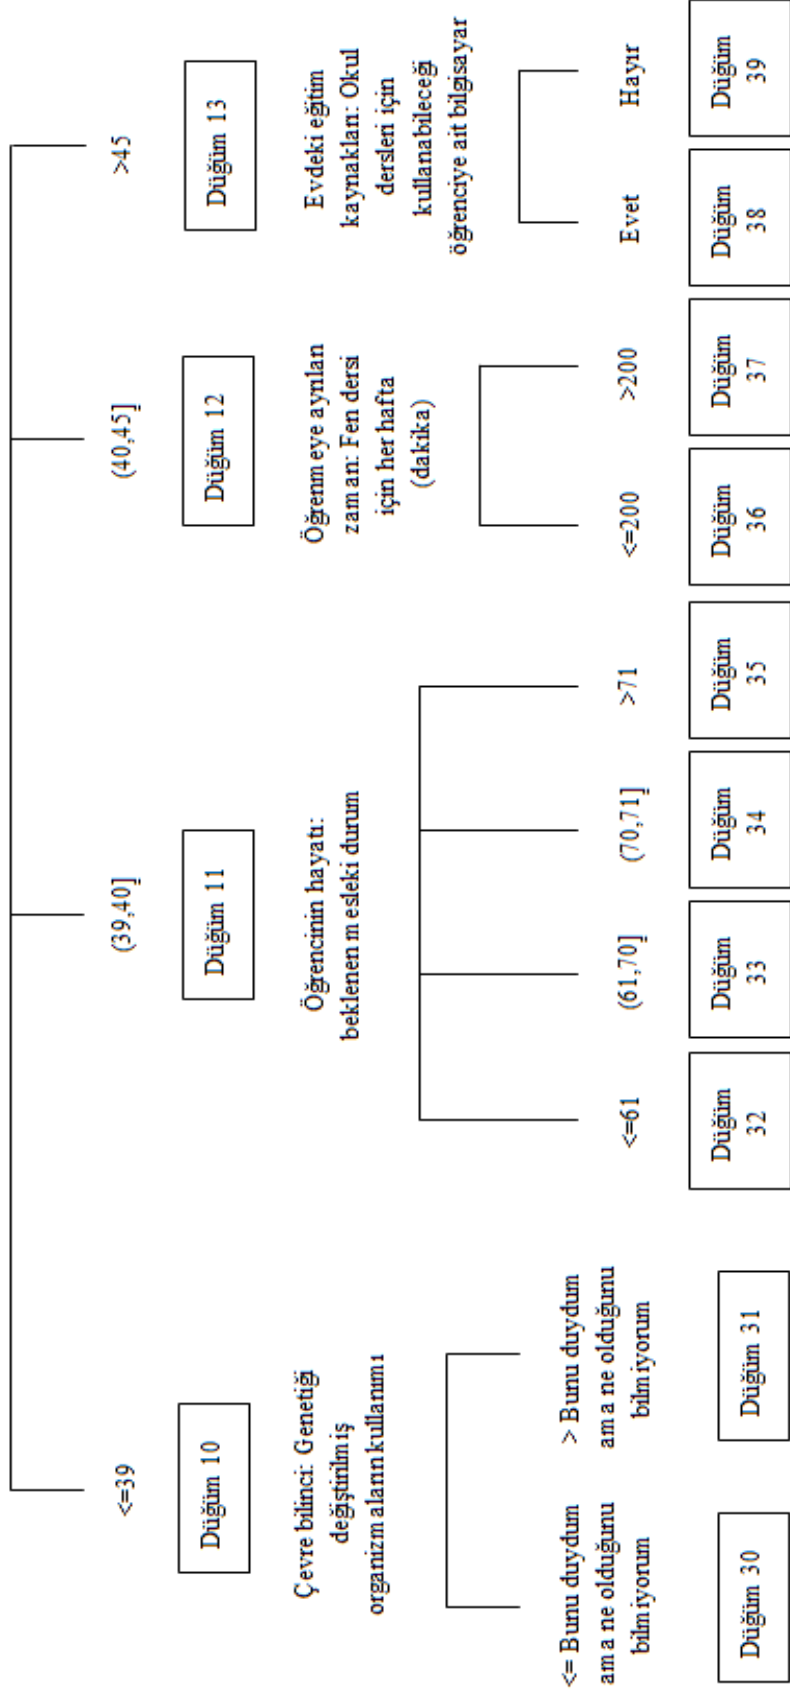 <=39
(39,40]
(40,45]
>45
Düğüm 10
Düğüm 11
Düğüm 12
Düğüm 13
Çevre bilinci: Genetiği
değiştirilmiş
organizmaların kullanımı
Öğrencinin hayatı:
beklenen mesleki durum
Öğrenmeye ayrılan
zaman: Fen dersi
için her hafta
(dakika)
Evdeki eğitim
kaynakları: Okul
dersleri için
kullanabileceği
öğrenciye ait bilgisayar
<= Bunu duydum
ama ne olduğunu
bilmiyorum
> Bunu duydum
ama ne olduğunu
bilmiyorum
<=61
(61,70]
(70,71]
>71
<=200
>200
Evet
Hayır
Düğüm 30
Düğüm 31
Düğüm
32
Düğüm
33
Düğüm
34
Düğüm
35
Düğüm
36
Düğüm
37
Düğüm
38
Düğüm
39